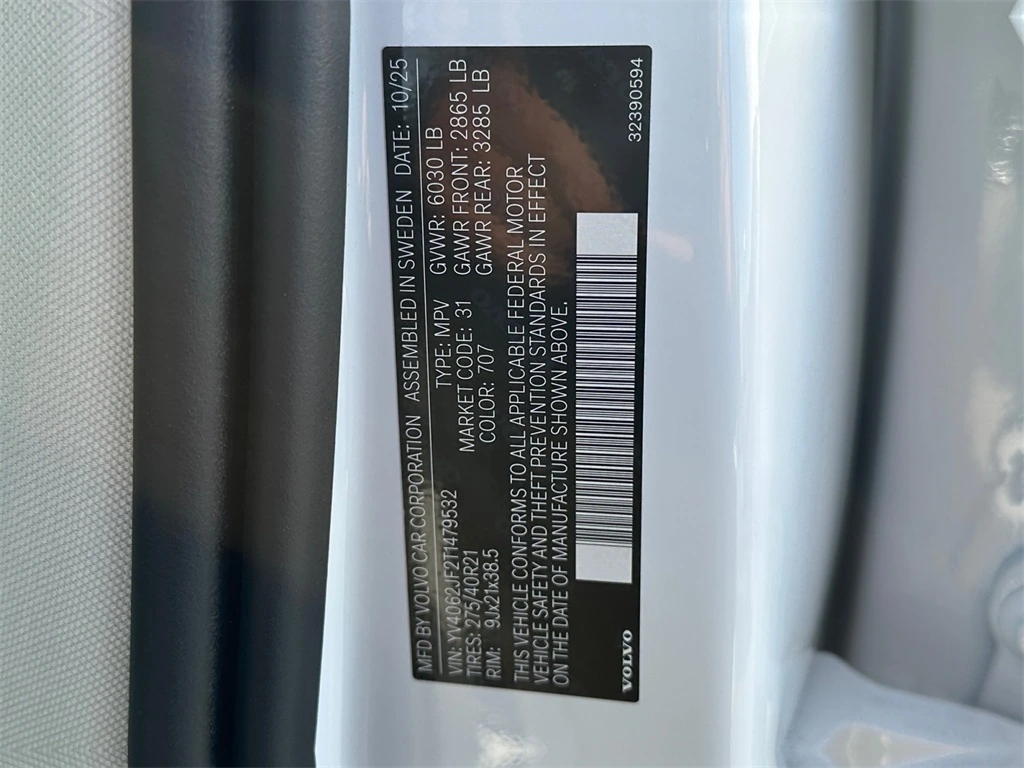 MFD BY VOLVO CAR CORPORATION ASSEMBLED IN SWEDEN DATE: 10/25
VIN: YV4062JF2T1479532 TYPE: MPV GVWR: 6030 LB
TIRES: 275/40R21 MARKET CODE: 31 GAWR FRONT: 2865 LB
RIM: 9Jx21x38.5 COLOR: 707 GAWR REAR: 3285 LB
THIS VEHICLE CONFORMS TO ALL APPLICABLE FEDERAL MOTOR
VEHICLE SAFETY AND THEFT PREVENTION STANDARDS IN EFFECT
ON THE DATE OF MANUFACTURE SHOWN ABOVE.
VOLVO 32390594